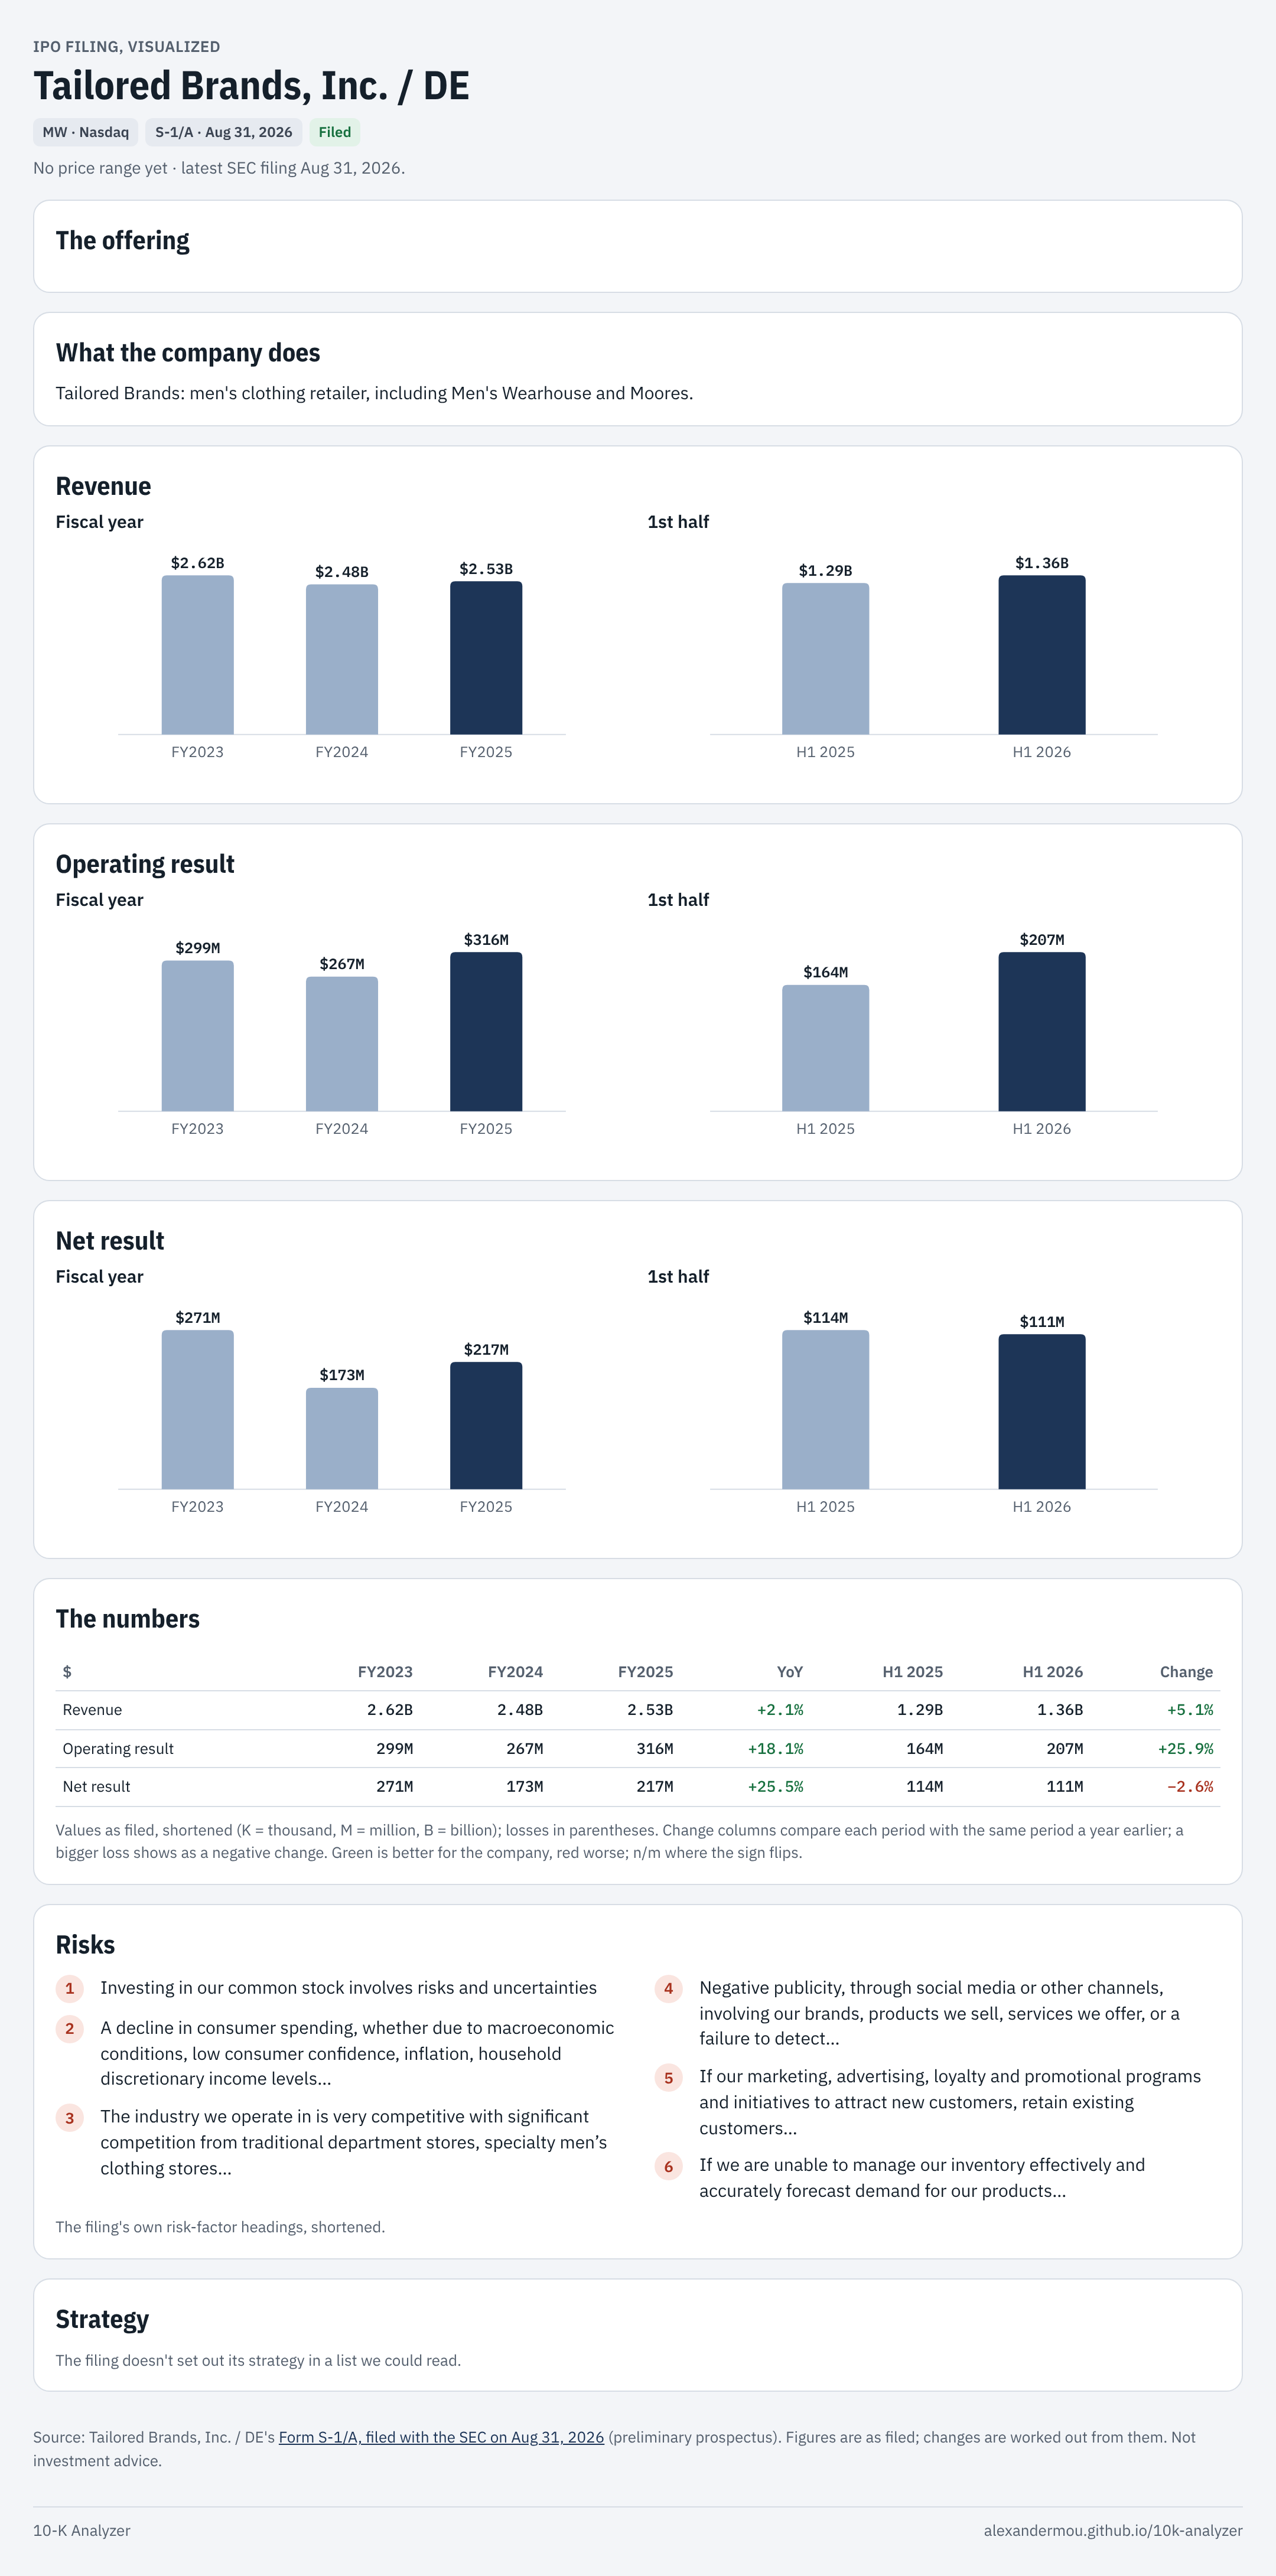 IPO FILING, VISUALIZED
Tailored Brands, Inc. / DE
MW · Nasdaq S-1/A · Aug 31, 2026 Filed
No price range yet · latest SEC filing Aug 31, 2026.
The offering
What the company does
Tailored Brands: men's clothing retailer, including Men's Wearhouse and Moores.
Revenue
Fiscal year
$2.62B $2.48B $2.53B
FY2023 FY2024 FY2025
1st half
$1.29B $1.36B
H1 2025 H1 2026
Operating result
Fiscal year
$299M $267M $316M
FY2023 FY2024 FY2025
1st half
$164M $207M
H1 2025 H1 2026
Net result
Fiscal year
$271M $173M $217M
FY2023 FY2024 FY2025
1st half
$114M $111M
H1 2025 H1 2026
The numbers
$ FY2023 FY2024 FY2025 YoY H1 2025 H1 2026 Change
Revenue 2.62B 2.48B 2.53B +2.1% 1.29B 1.36B +5.1%
Operating result 299M 267M 316M +18.1% 164M 207M +25.9%
Net result 271M 173M 217M +25.5% 114M 111M −2.6%
Values as filed, shortened (K = thousand, M = million, B = billion); losses in parentheses. Change columns compare each period with the same period a year earlier; a
bigger loss shows as a negative change. Green is better for the company, red worse; n/m where the sign flips.
Risks
1 Investing in our common stock involves risks and uncertainties
2 A decline in consumer spending, whether due to macroeconomic
conditions, low consumer confidence, inflation, household
discretionary income levels…
3 The industry we operate in is very competitive with significant
competition from traditional department stores, specialty men’s
clothing stores…
4 Negative publicity, through social media or other channels,
involving our brands, products we sell, services we offer, or a
failure to detect…
5 If our marketing, advertising, loyalty and promotional programs
and initiatives to attract new customers, retain existing
customers…
6 If we are unable to manage our inventory effectively and
accurately forecast demand for our products…
The filing's own risk-factor headings, shortened.
Strategy
The filing doesn't set out its strategy in a list we could read.
Source: Tailored Brands, Inc. / DE's Form S-1/A, filed with the SEC on Aug 31, 2026 (preliminary prospectus). Figures are as filed; changes are worked out from them. Not
investment advice.
10-K Analyzer
alexandermou.github.io/10k-analyzer